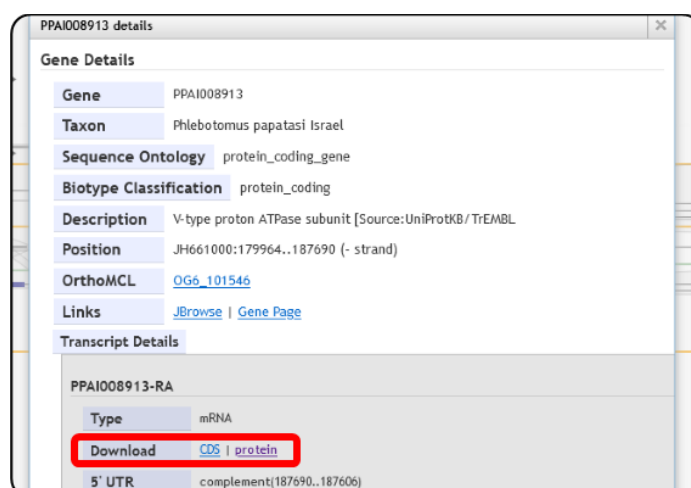 PPAI008913 details
Gene Details
Gene PPAI008913
Taxon Phlebotomus papatasi Israel
Sequence Ontology protein_coding_gene
Biotype Classification protein_coding
Description V-type proton ATPase subunit [Source:UniProtKB/TrEMBL
Position JH661000:179964..187690 (- strand)
OrthoMCL OG6_101546
Links JBrowse | Gene Page
Transcript Details
PPAI008913-RA
Type mRNA
Download CDS | protein
5' UTR complement(187690..187606)